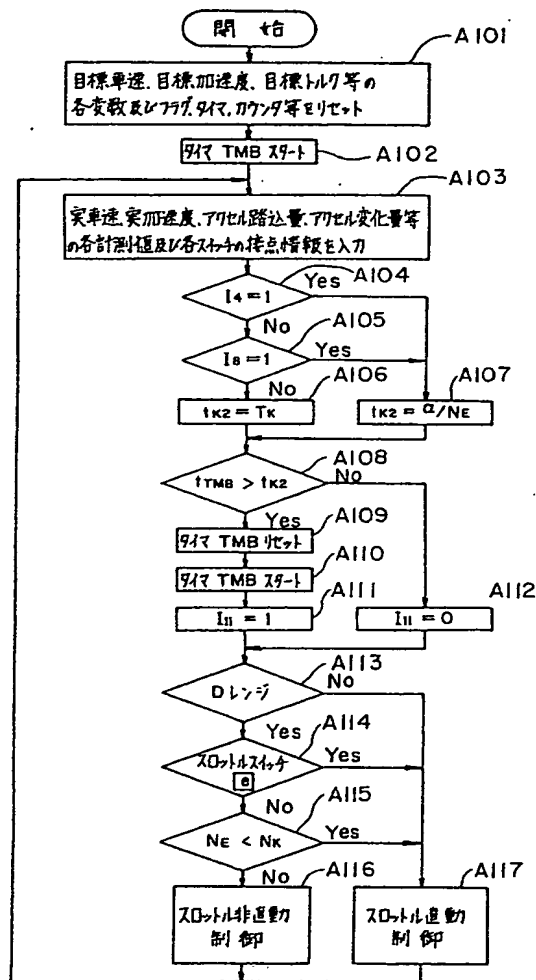 開 始
A101
目標車速、目標加速度、目標トルク等の
各変数及びフラグ、タイマ、カウンタ等をリセット
タイマ TMB スタート
A102
A103
実車速、実加速度、アクセル踏込量、アクセル変化量等
の各計測値及び各スイッチの接点情報を入力
A104
I4=1
Yes
No
A105
I8=1
Yes
No
A106
tK2=TK
A107
tK2=α/NE
A108
tTMB>tK2
No
Yes
A109
タイマ TMB リセット
A110
タイマ TMB スタート
A111
I11=1
A112
I11=0
A113
Dレンジ
No
Yes
A114
スロットルスイッチ
e
Yes
No
A115
NE<NK
Yes
No
A116
スロットル非直動
制御
A117
スロットル直動
制御